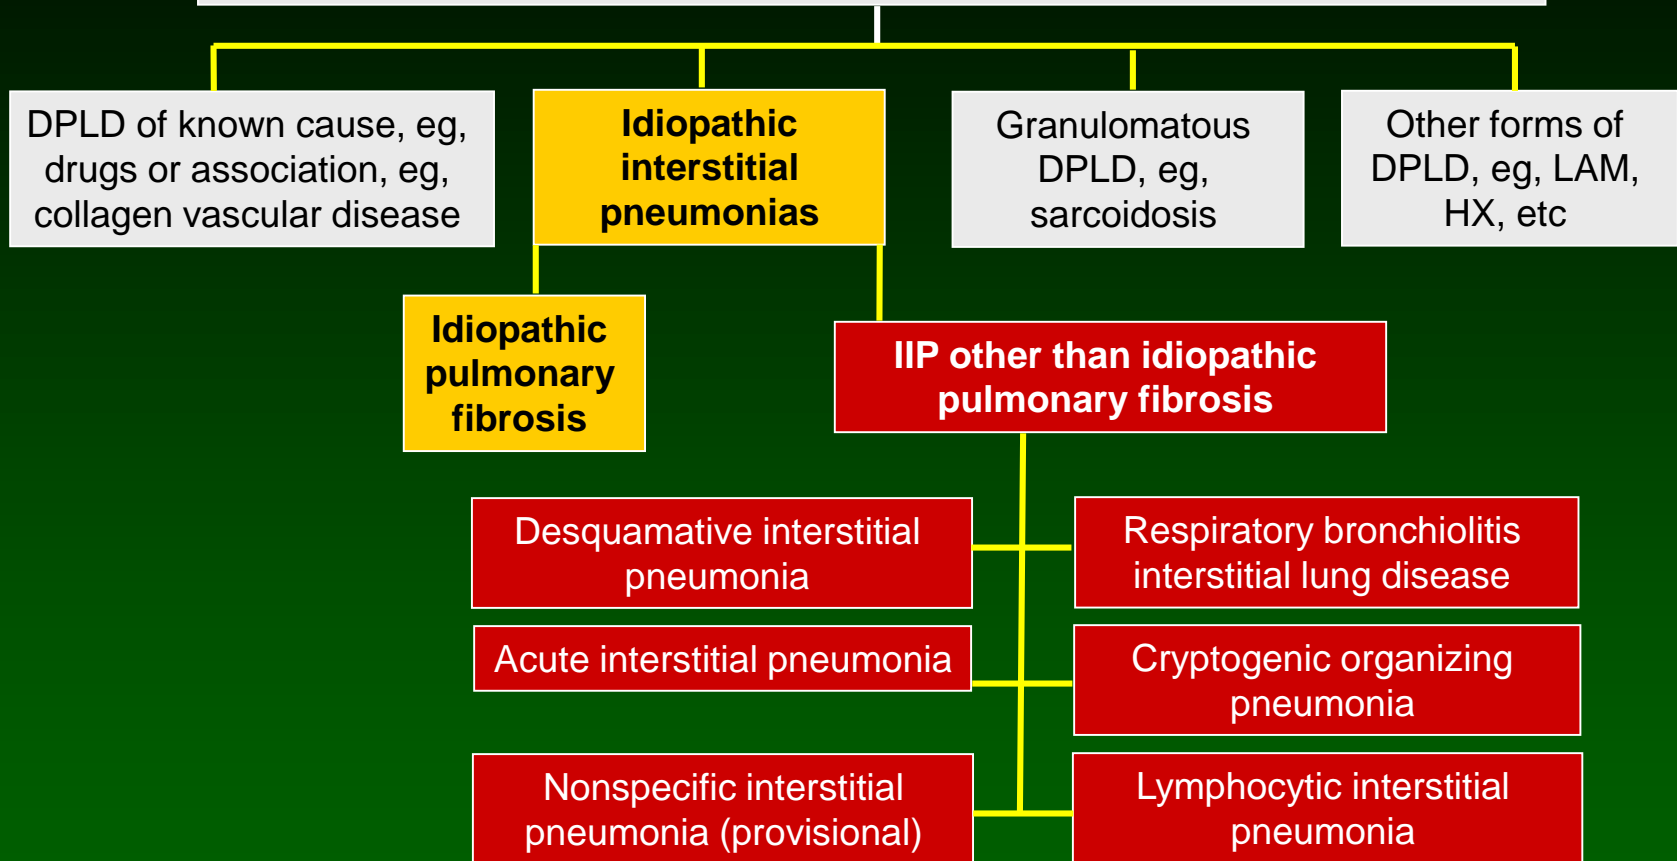 DPLD of known cause, eg,
drugs or association, eg,
collagen vascular disease
Idiopathic
interstitial
pneumonias
Granulomatous
DPLD, eg,
sarcoidosis
Other forms of
DPLD, eg, LAM,
HX, etc
Idiopathic
pulmonary
fibrosis
IIP other than idiopathic
pulmonary fibrosis
Desquamative interstitial
pneumonia
Respiratory bronchiolitis
interstitial lung disease
Acute interstitial pneumonia
Cryptogenic organizing
pneumonia
Nonspecific interstitial
pneumonia (provisional)
Lymphocytic interstitial
pneumonia